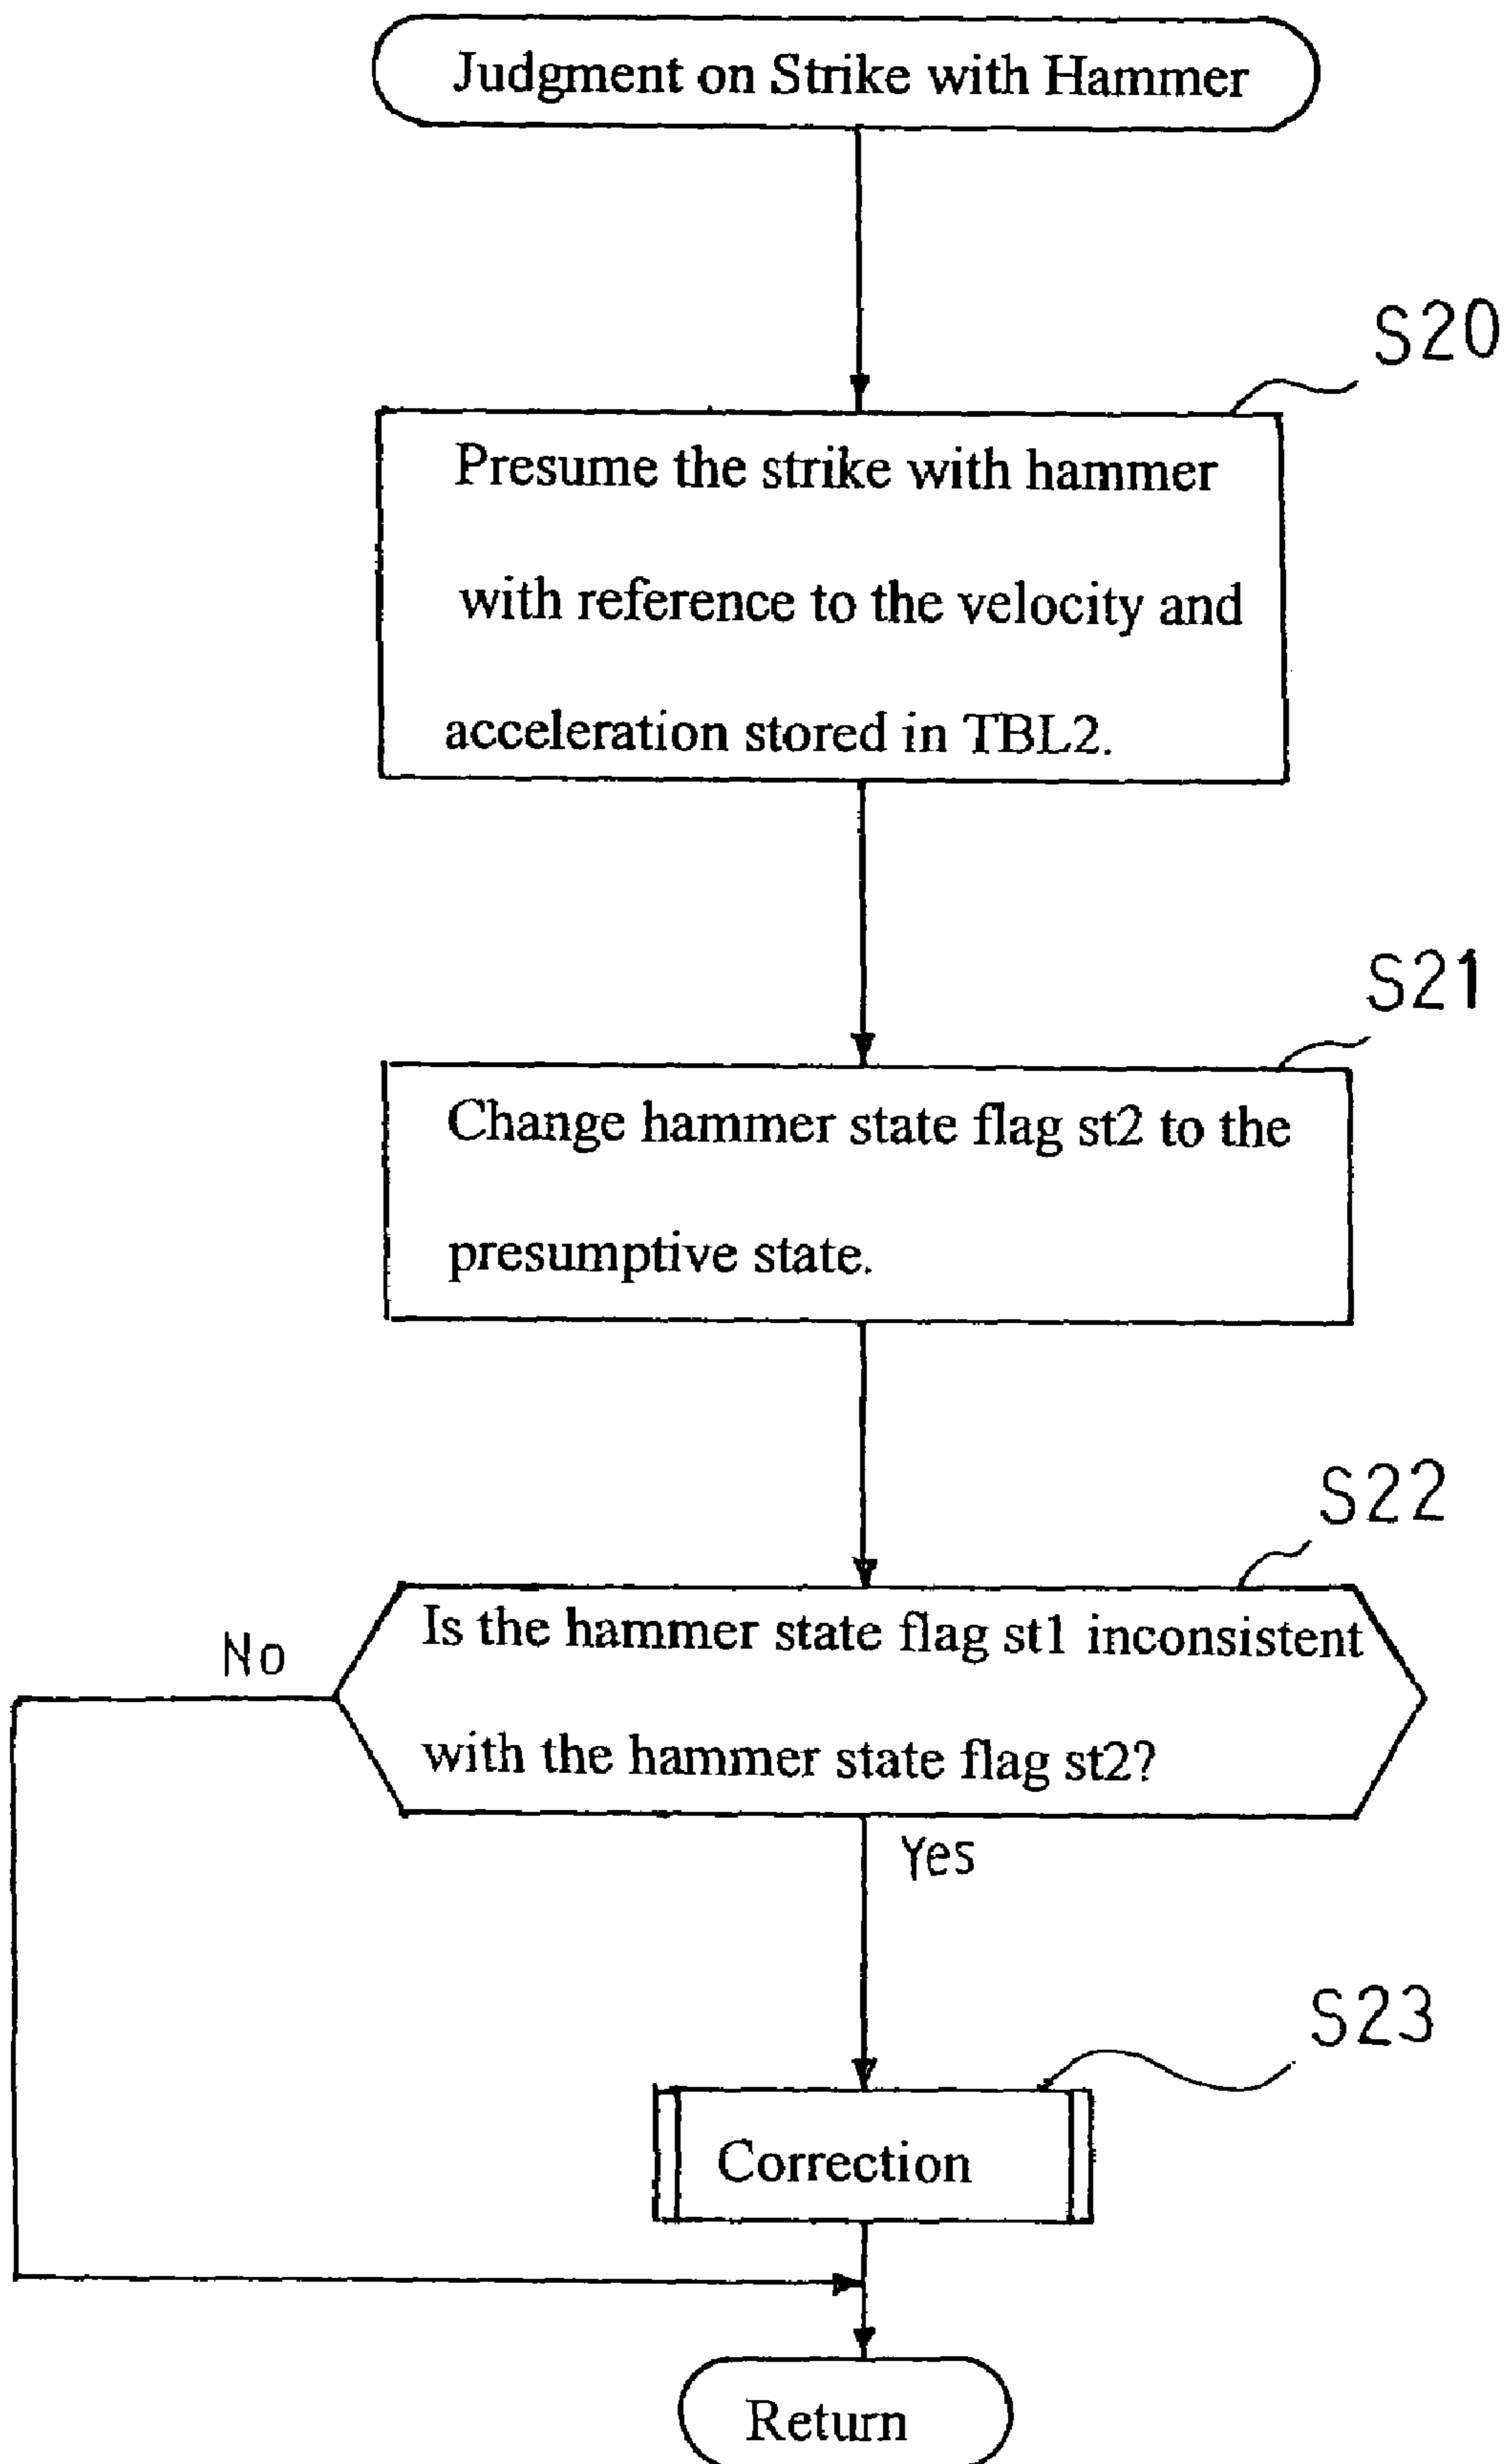 Judgment on Strike with Hammer
S20
Presume the strike with hammer
with reference to the velocity and
acceleration stored in TBL2.
S21
Change hammer state flag st2 to the
presumptive state.
S22
Is the hammer state flag st1 inconsistent
with the hammer state flag st2?
No
Yes
S23
Correction
Return